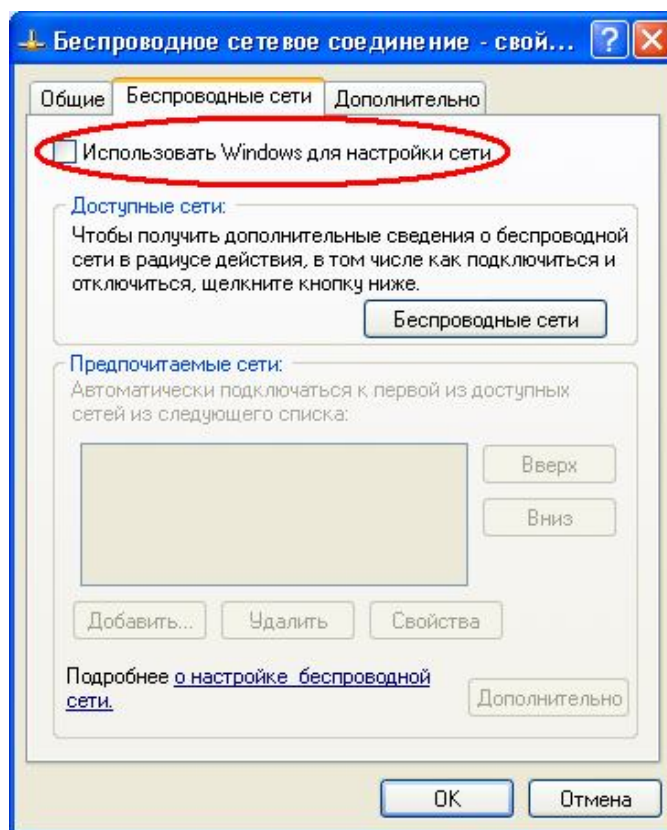 Беспроводное сетевое соединение - свой...
Общие
Беспроводные сети
Дополнительно
Использовать Windows для настройки сети
Доступные сети:
Чтобы получить дополнительные сведения о беспроводной
сети в радиусе действия, в том числе как подключиться и
отключиться, щелкните кнопку ниже.
Беспроводные сети
Предпочитаемые сети:
Автоматически подключаться к первой из доступных
сетей из следующего списка:
Вверх
Вниз
Добавить...
Удалить
Свойства
Подробнее о настройке беспроводной
сети.
Дополнительно
OK
Отмена